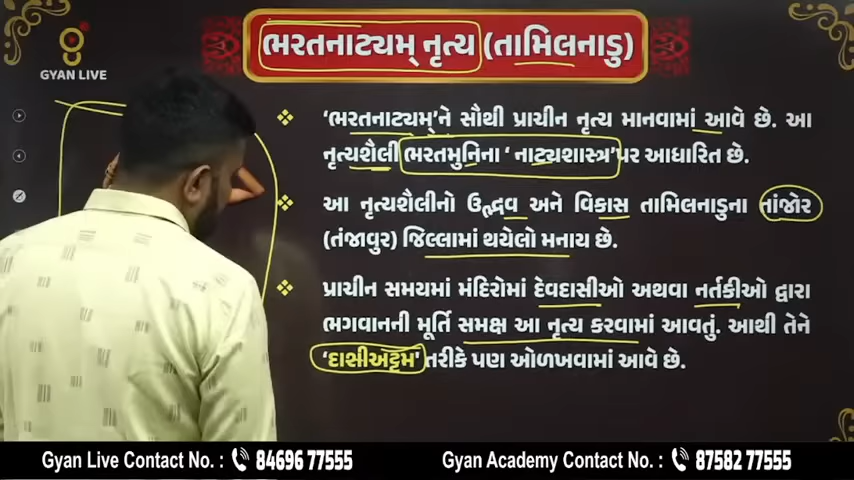 ભરતનાટ્યમ્ નૃત્ય (તામિલનાડુ)
GYAN LIVE
'ભરતનાટ્યમ્'ને સૌથી પ્રાચીન નૃત્ય માનવામાં આવે છે. આ
નૃત્યશૈલી ભરતમુનિના ' નાટ્યશાસ્ત્ર'પર આધારિત છે.
આ નૃત્યશૈલીનો ઉદ્ભવ અને વિકાસ તામિલનાડુના તાંજોર
(તંજાવુર) જિલ્લામાં થયેલો મનાય છે.
પ્રાચીન સમયમાં મંદિરોમાં દેવદાસીઓ અથવા નર્તકીઓ દ્વારા
ભગવાનની મૂર્તિ સમક્ષ આ નૃત્ય કરવામાં આવતું. આથી તેને
'દાસીઅટ્ટમ' તરીકે પણ ઓળખવામાં આવે છે.
Gyan Live Contact No. : 84696 77555
Gyan Academy Contact No. : 87582 77555